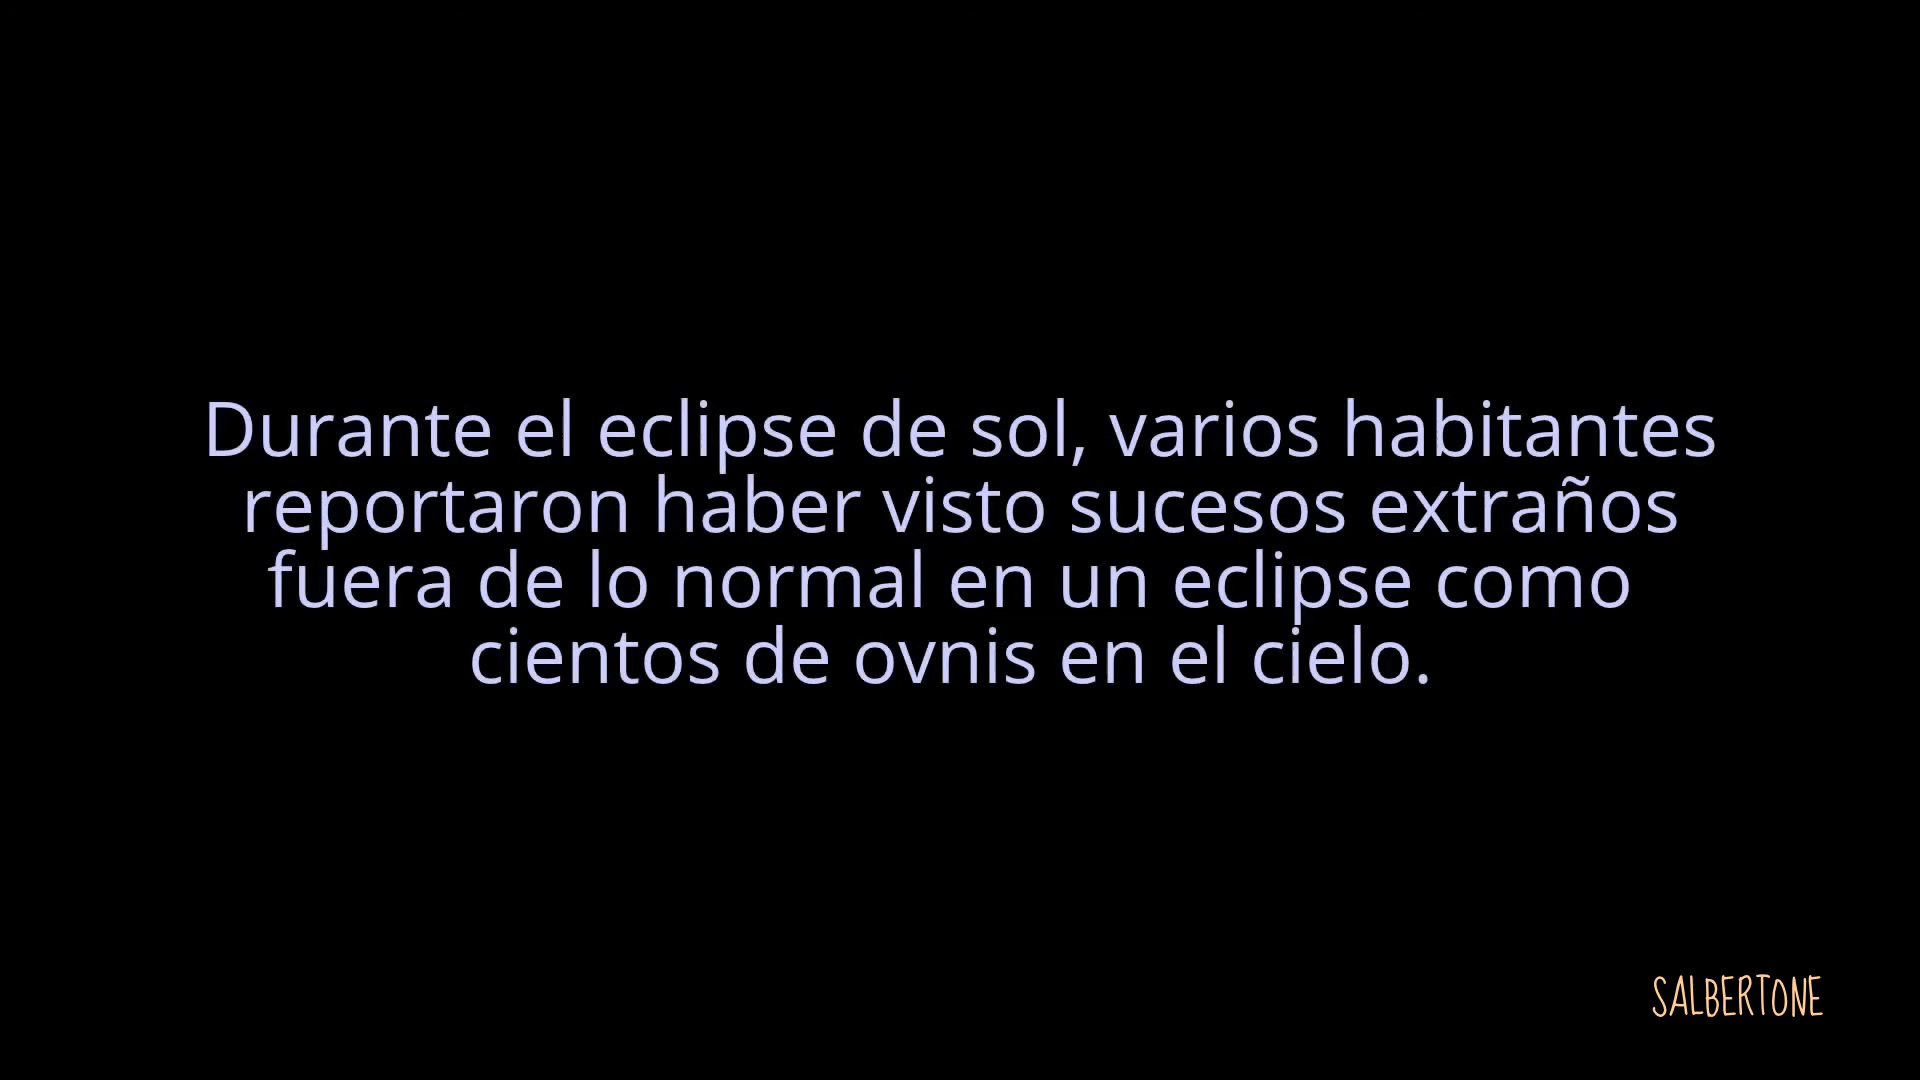 Durante el eclipse de sol, varios habitantes
reportaron haber visto sucesos extraños
fuera de lo normal en un eclipse como
cientos de ovnis en el cielo.
SALBERTONE